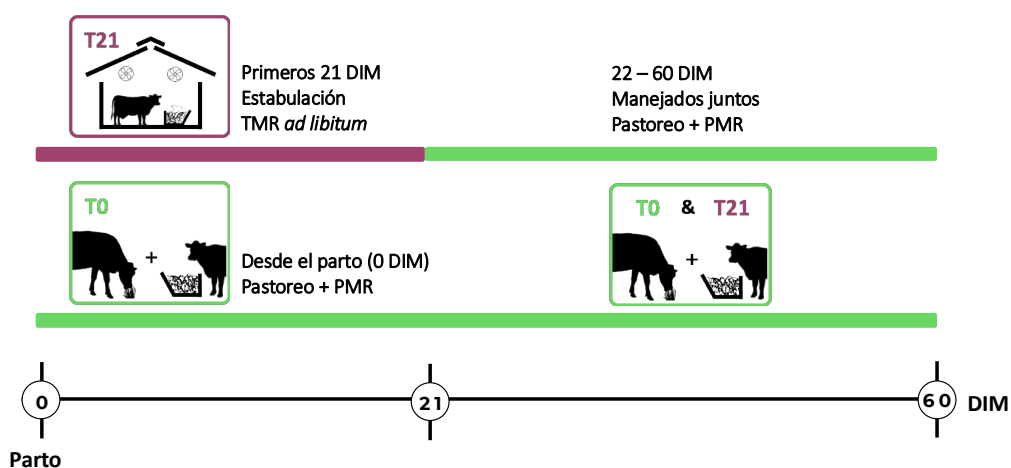 T21
Primeros 21 DIM
Estabulación
TMR ad libitum
22 – 60 DIM
Manejados juntos
Pastoreo + PMR
T0
+
Desde el parto (0 DIM)
Pastoreo + PMR
T0 & T21
+
0
21
60
DIM
Parto